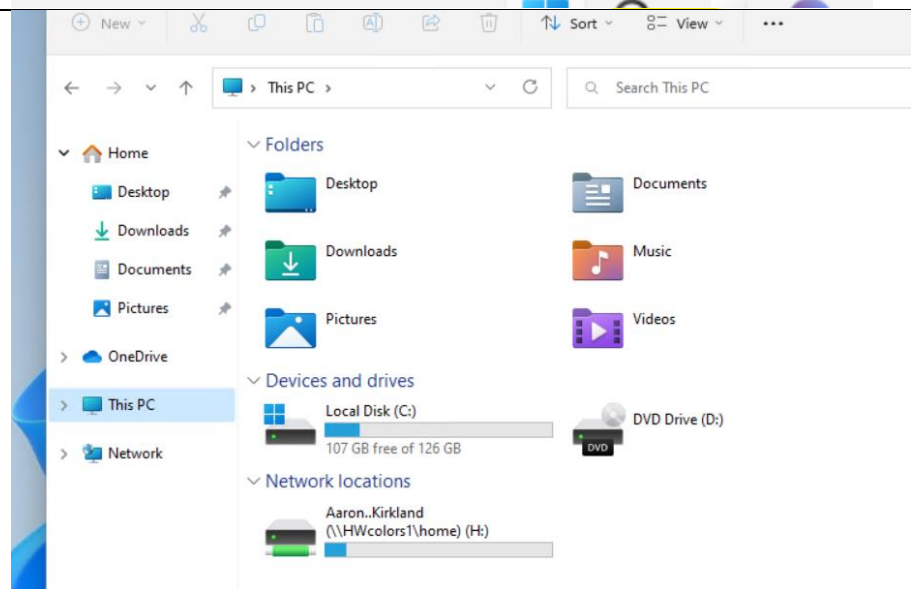 New
Sort
View
This PC
Search This PC
Home
Desktop
Downloads
Documents
Pictures
OneDrive
This PC
Network
Folders
Desktop
Documents
Downloads
Music
Pictures
Videos
Devices and drives
Local Disk (C:)
107 GB free of 126 GB
DVD Drive (D:)
DVD
Network locations
Aaron..Kirkland
(\\HWcolors1\home) (H:)